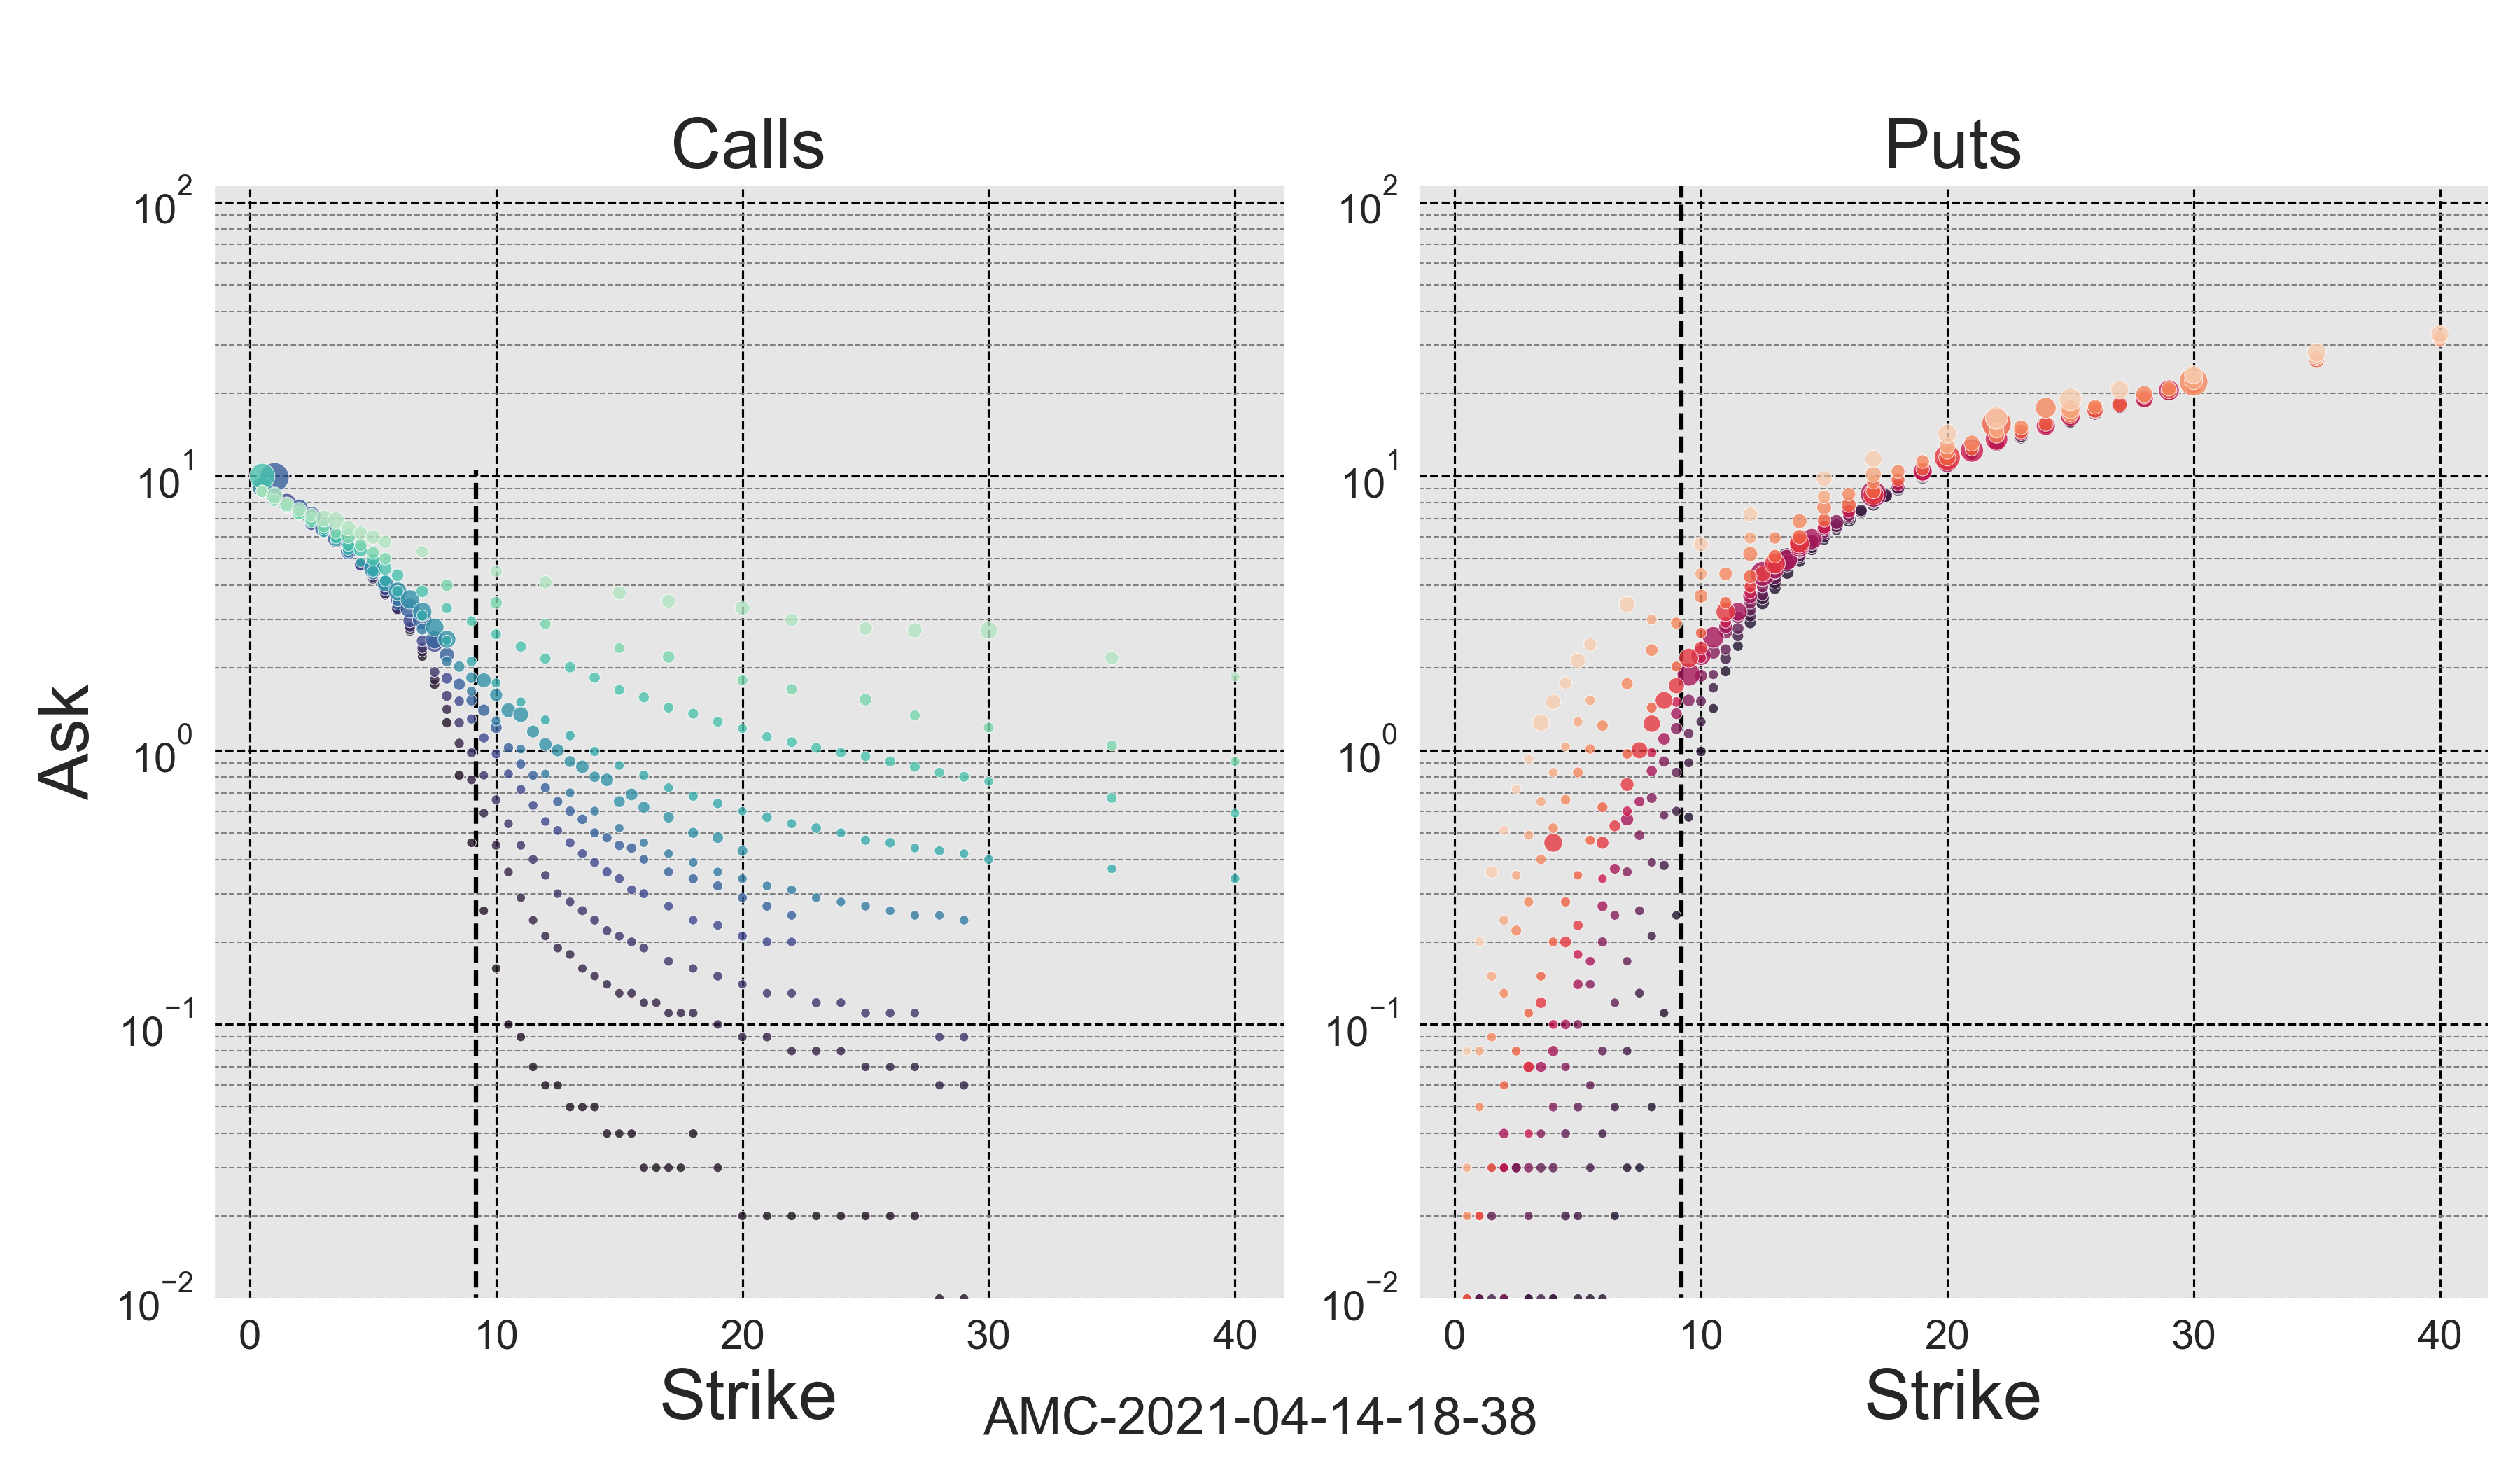 Calls Puts
10^2 10^2
10^1 10^1
Ask 10^0 10^0
10^−1 10^−1
10^−2 10^−2
0 10 20 30 40 0 10 20 30 40
Strike Strike
AMC-2021-04-14-18-38